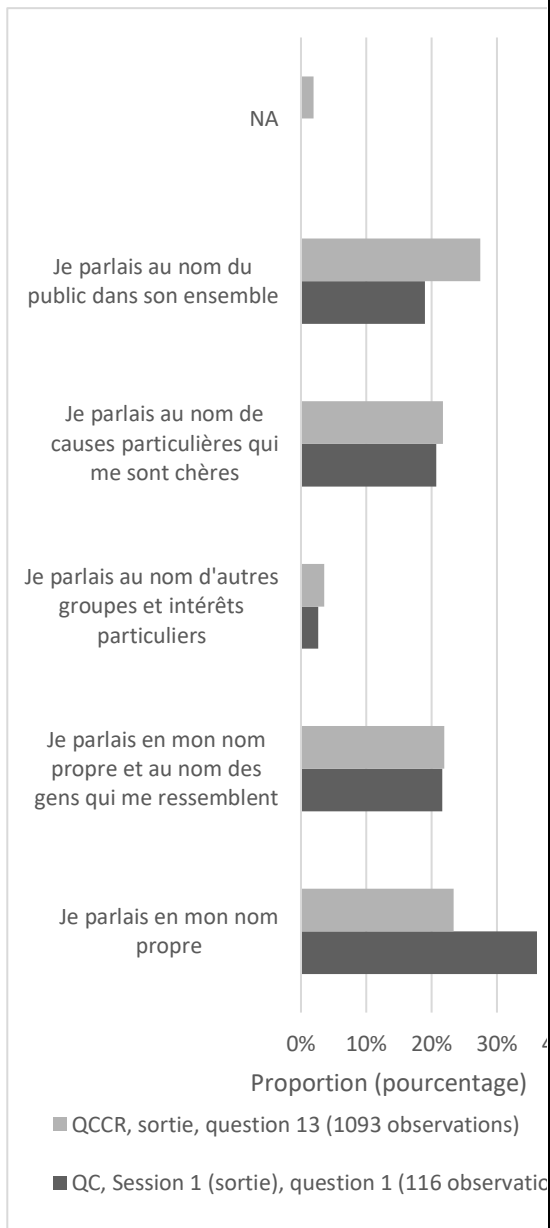 NA
Je parlais au nom du
public dans son ensemble
Je parlais au nom de
causes particulières qui
me sont chères
Je parlais au nom d'autres
groupes et intérêts
particuliers
Je parlais en mon nom
propre et au nom des
gens qui me ressemblent
Je parlais en mon nom
propre
0% 10% 20% 30% 4
Proportion (pourcentage)
QCCR, sortie, question 13 (1093 observations)
QC, Session 1 (sortie), question 1 (116 observatio